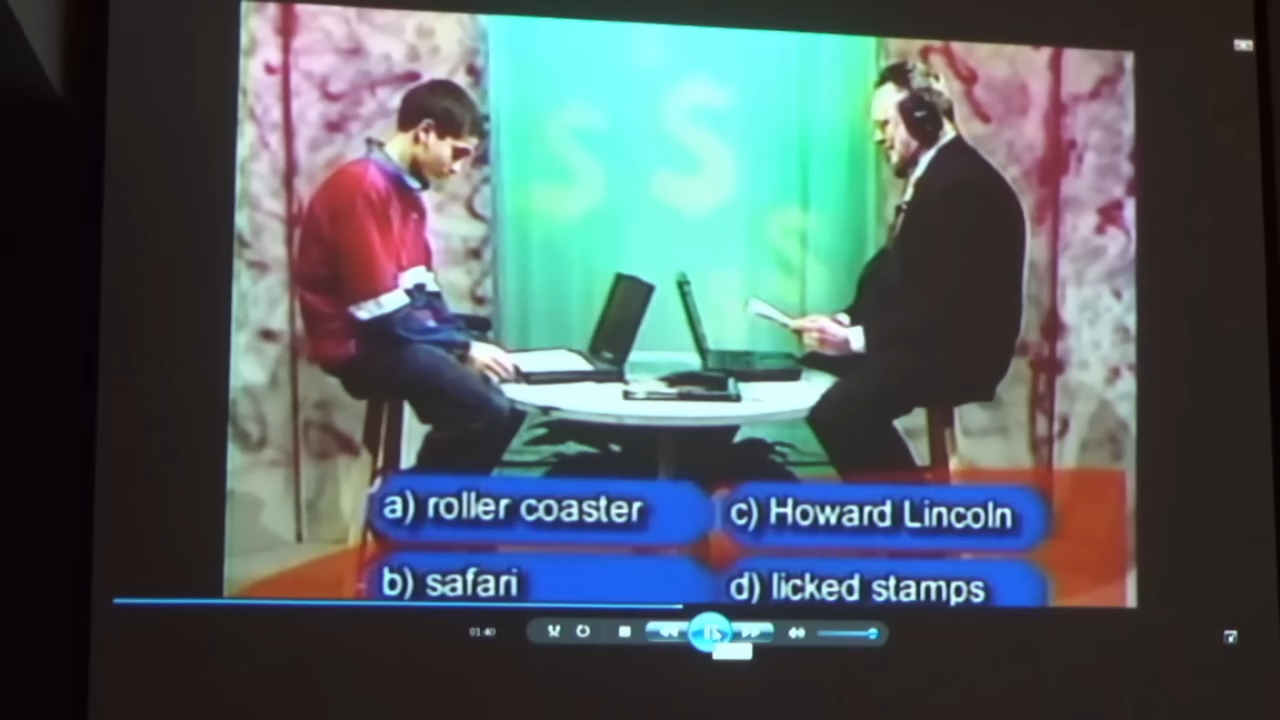 a) roller coaster
c) Howard Lincoln
b) safari
d) licked stamps
01:40
S
S
S